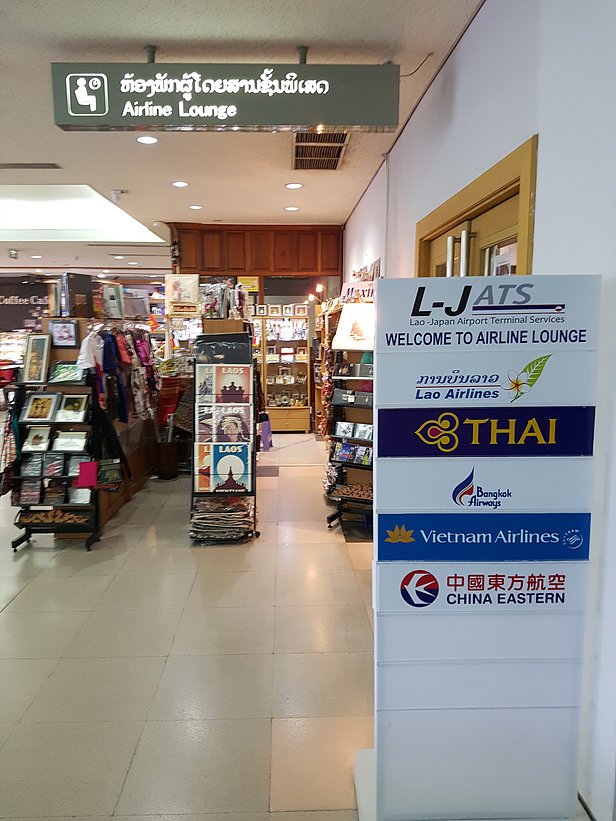 ຫ້ອງພັກຜູ້ໂດຍສານຊັ້ນພິເສດ
Airline Lounge
Coffee Café
L-J ATS
Lao -Japan Airport Terminal Services
WELCOME TO AIRLINE LOUNGE
ການບິນລາວ
Lao Airlines
THAI
Bangkok
Airways
Vietnam Airlines
中國東方航空
CHINA EASTERN
LAOS
LAOS
LAOS